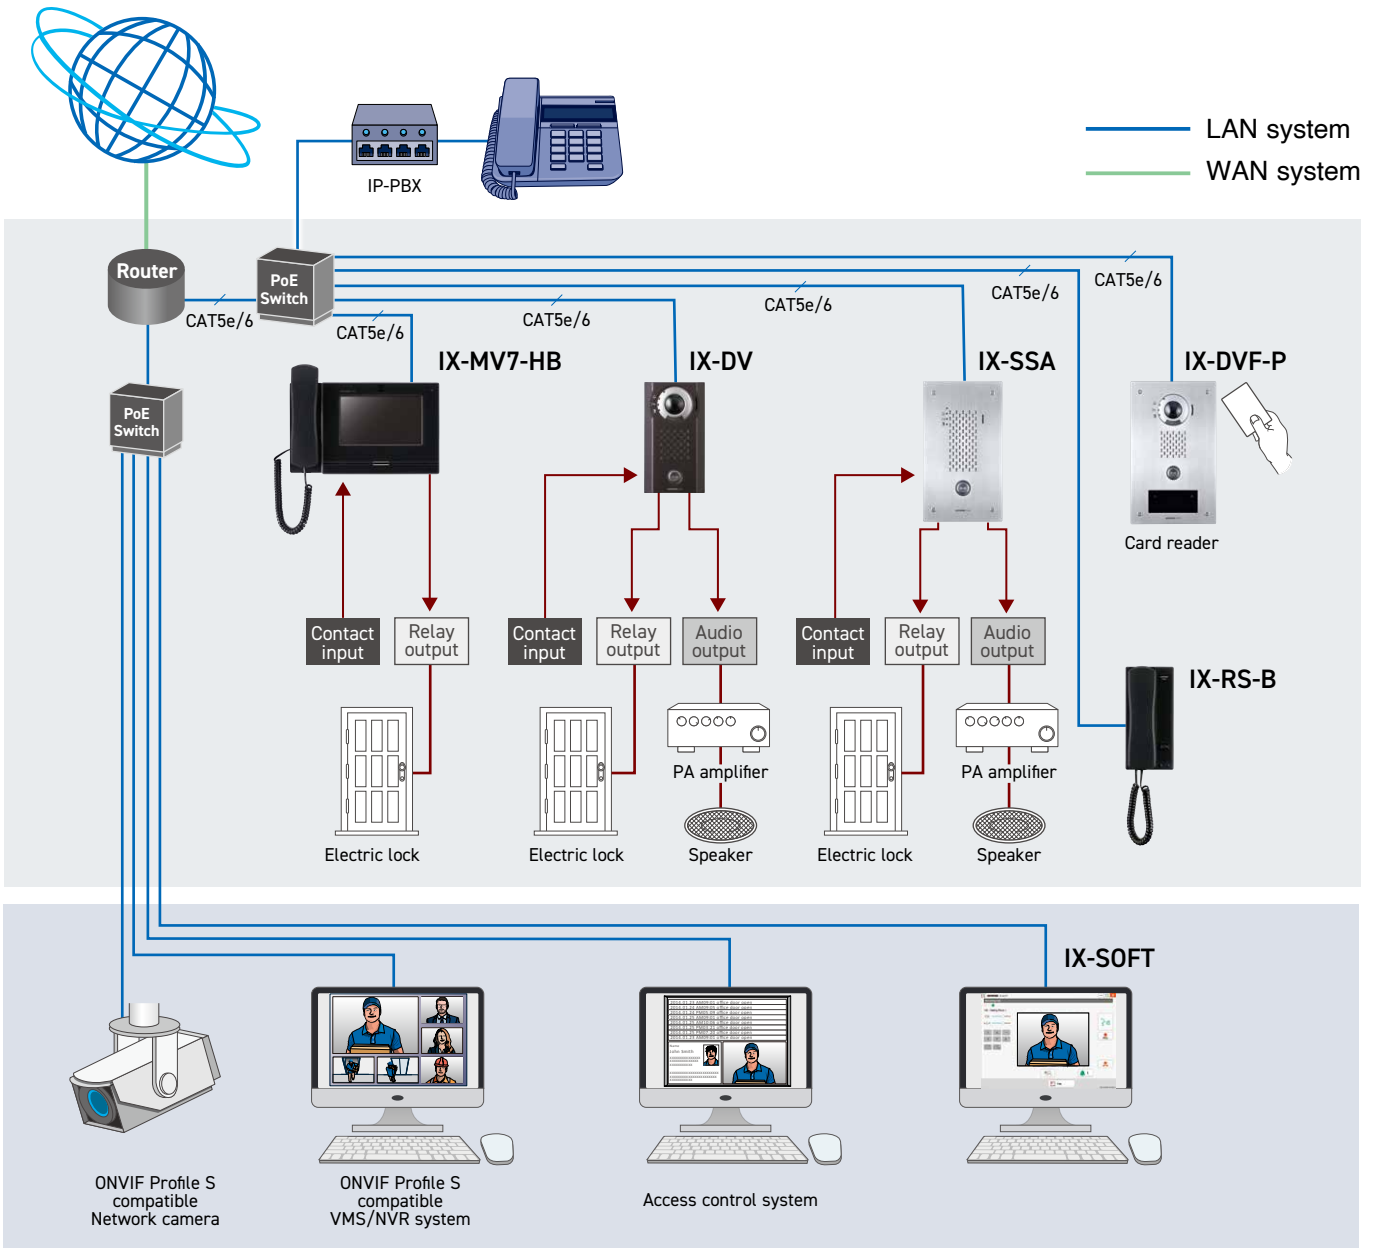 LAN system
WAN system
IP-PBX
Router
PoE
Switch
CAT5e/6
CAT5e/6
CAT5e/6
CAT5e/6
CAT5e/6
CAT5e/6
IX-MV7-HB
IX-DV
IX-SSA
IX-DVF-P
PoE
Switch
Card reader
Contact
input
Relay
output
Contact
input
Relay
output
Audio
output
Contact
input
Relay
output
Audio
output
IX-RS-B
PA amplifier
PA amplifier
Electric lock
Electric lock
Speaker
Electric lock
Speaker
IX-SOFT
ONVIF Profile S
compatible
Network camera
ONVIF Profile S
compatible
VMS/NVR system
Access control system